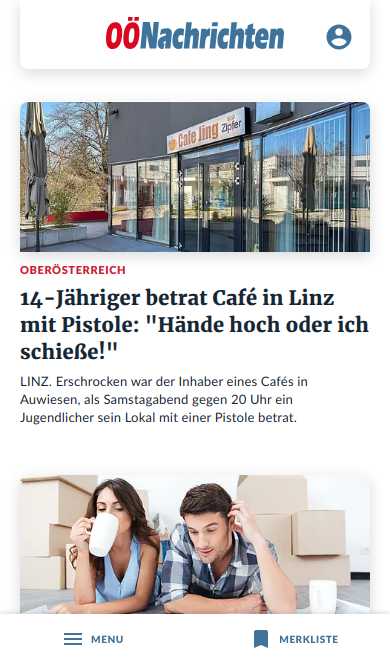 OÖNachrichten
Cafe Jing Zipfer
OBERÖSTERREICH
14-Jähriger betrat Café in Linz
mit Pistole: "Hände hoch oder ich
schieße!"
LINZ. Erschrocken war der Inhaber eines Cafés in
Auwiesen, als Samstagabend gegen 20 Uhr ein
Jugendlicher sein Lokal mit einer Pistole betrat.
MENU
MERKLISTE